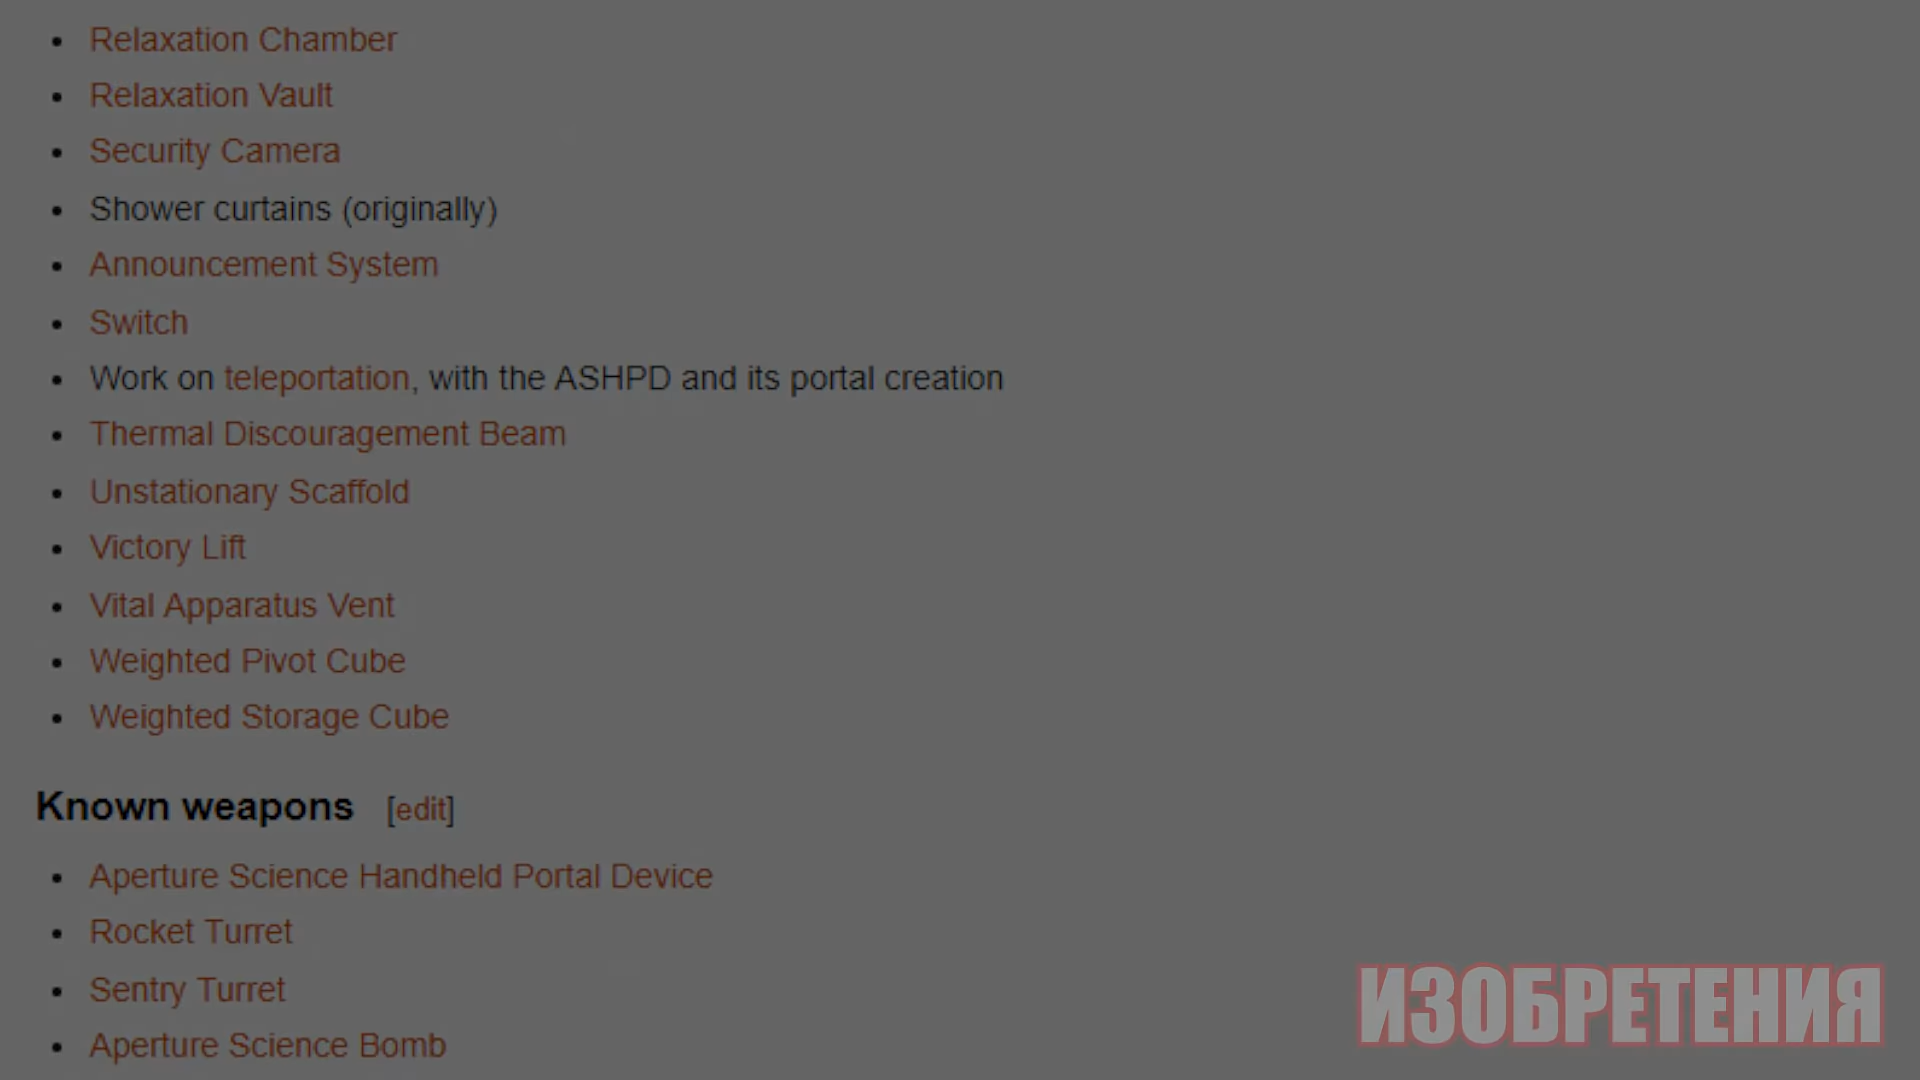 Relaxation Chamber
Relaxation Vault
Security Camera
Shower curtains (originally)
Announcement System
Switch
Work on teleportation, with the ASHPD and its portal creation
Thermal Discouragement Beam
Unstationary Scaffold
Victory Lift
Vital Apparatus Vent
Weighted Pivot Cube
Weighted Storage Cube
Known weapons [edit]
Aperture Science Handheld Portal Device
Rocket Turret
Sentry Turret
Aperture Science Bomb
ИЗОБРЕТЕНИЯ